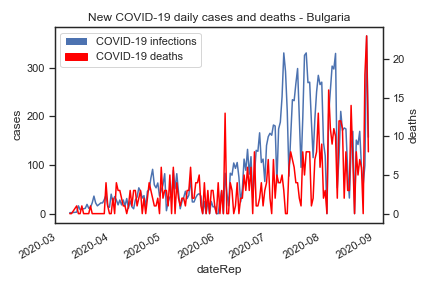 New COVID-19 daily cases and deaths - Bulgaria
COVID-19 infections
COVID-19 deaths
cases
300
200
100
0
deaths
20
15
10
5
0
2020-03
2020-04
2020-05
2020-06
2020-07
2020-08
2020-09
dateRep